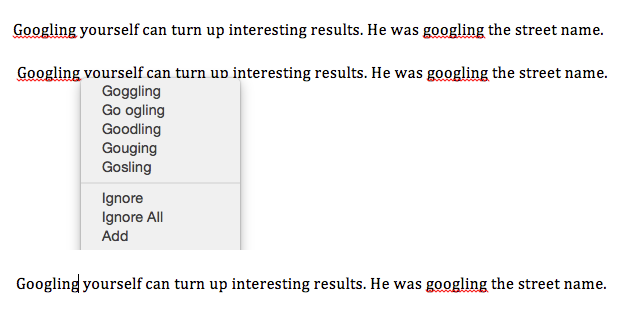 Googling yourself can turn up interesting results. He was googling the street name.
Googling yourself can turn up interesting results. He was googling the street name.
Goggling
Go ogling
Goodling
Gouging
Gosling
Ignore
Ignore All
Add
Googling yourself can turn up interesting results. He was googling the street name.